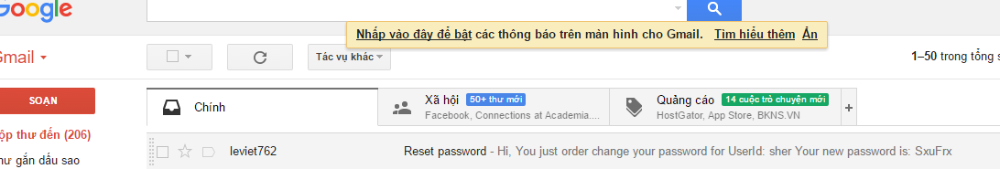 Google
Nhấp vào đây để bật các thông báo trên màn hình cho Gmail. Tìm hiểu thêm Ẩn
Gmail
Tác vụ khác
1–50 trong tổng s
SOẠN
Chính
Xã hội 50+ thư mới
Facebook, Connections at Academia....
Quảng cáo 14 cuộc trò chuyện mới
HostGator, App Store, BKNS.VN
ộp thư đến (206)
leviet762 Reset password - Hi, You just order change your password for UserId: sher Your new password is: SxuFrx
hư gắn dấu sao